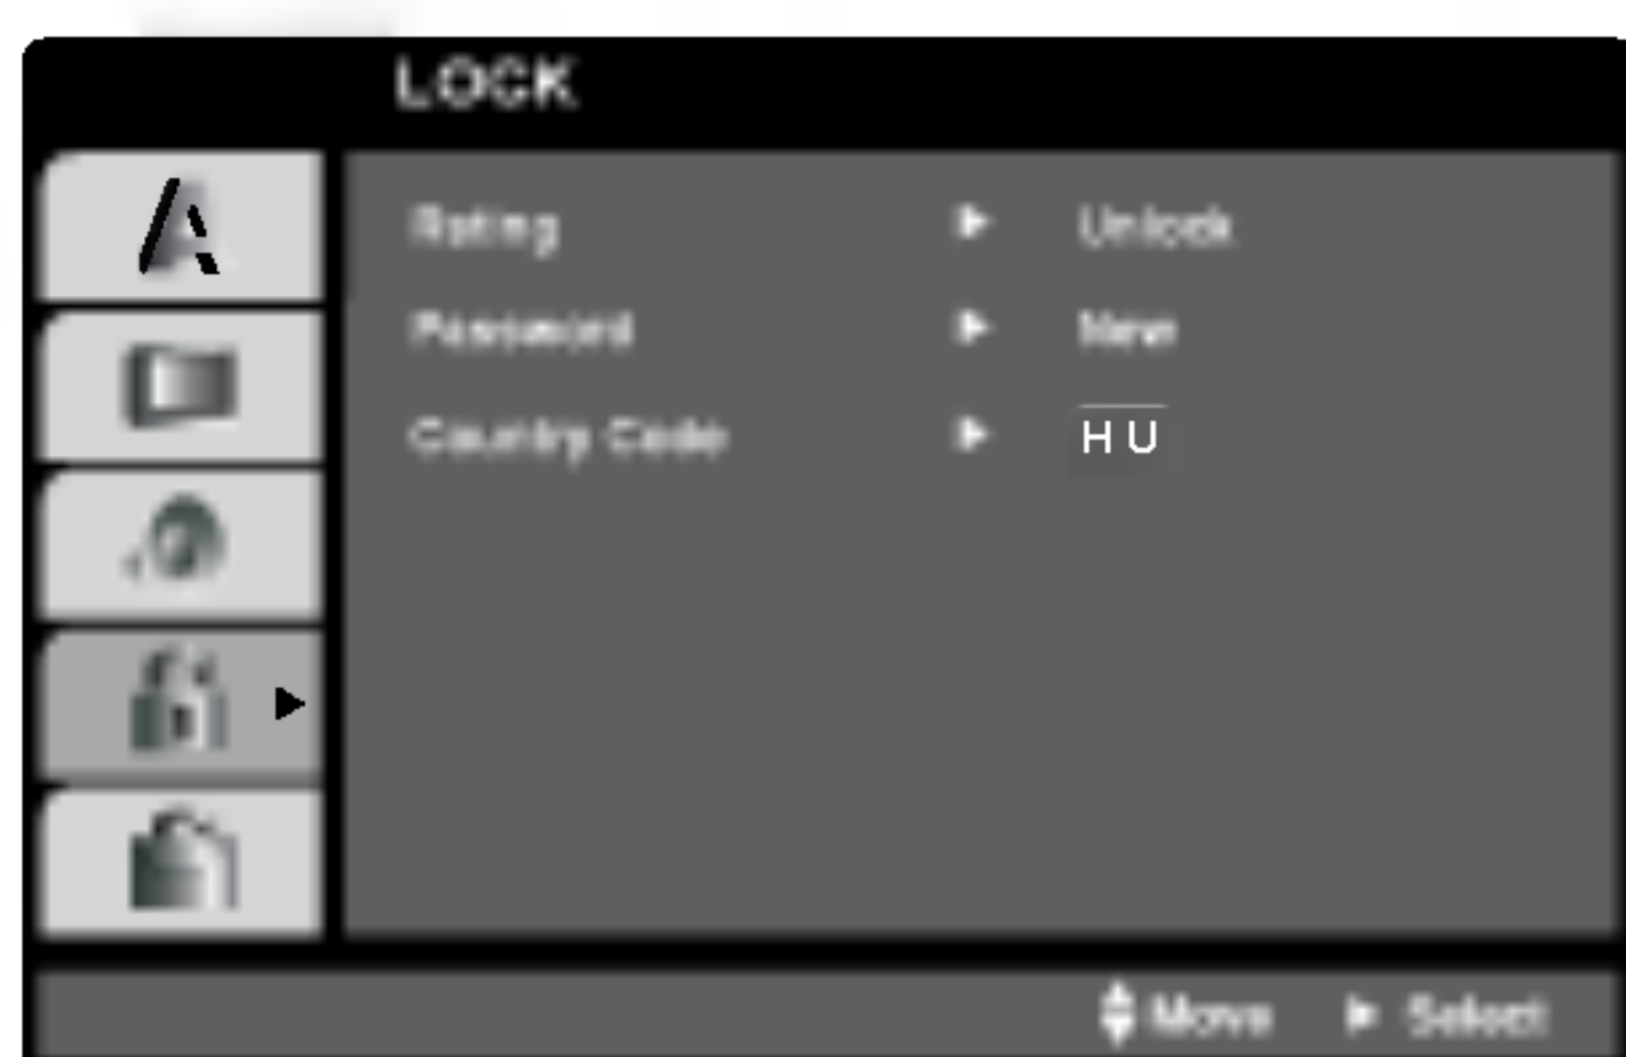 LOCK
Rating ► Unlock
Password ► New
Country Code ► H U
Move ► Select